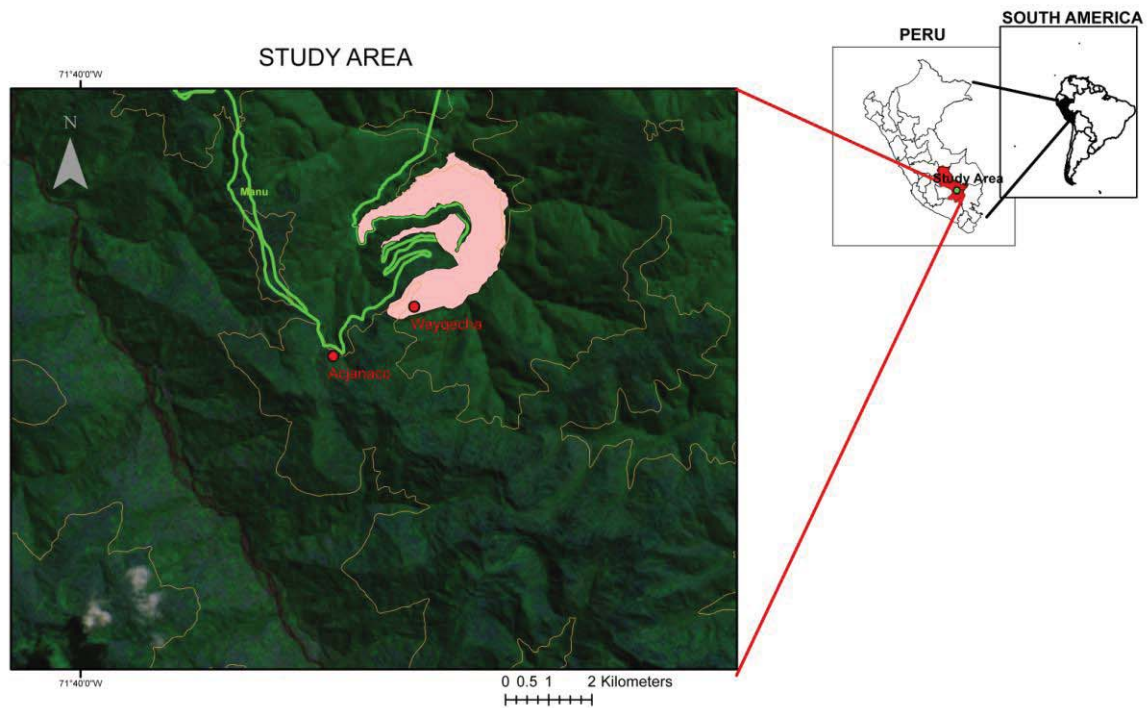 SOUTH AMERICA
PERU
STUDY AREA
71°40'0"W
N
Manu
Study Area
Wayqecha
Acjanaco
71°40'0"W
0 0.5 1 2 Kilometers